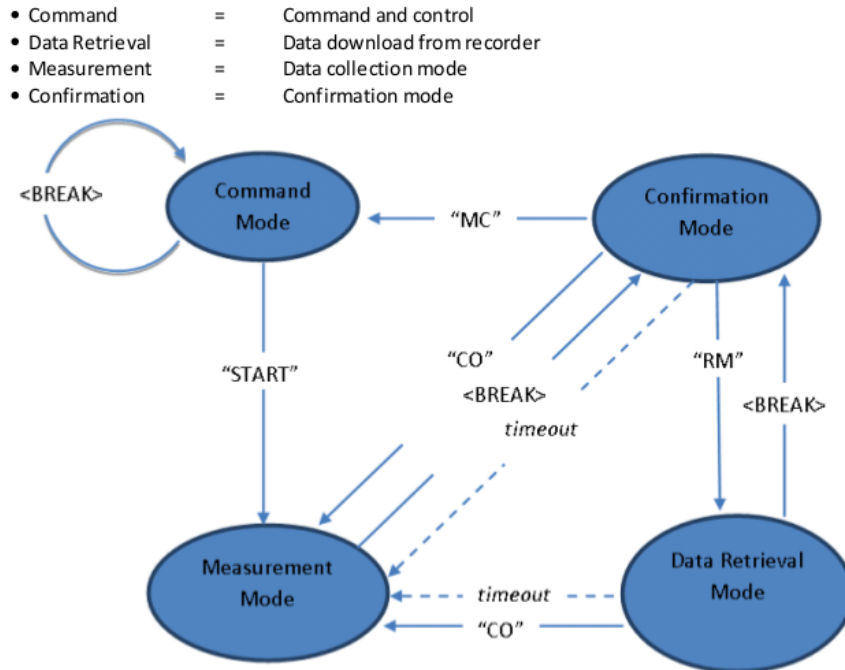 • Command = Command and control
• Data Retrieval = Data download from recorder
• Measurement = Data collection mode
• Confirmation = Confirmation mode
<BREAK>
Command
Mode
“MC”
Confirmation
Mode
“START”
“CO”
<BREAK>
timeout
“RM”
<BREAK>
Measurement
Mode
timeout
“CO”
Data Retrieval
Mode